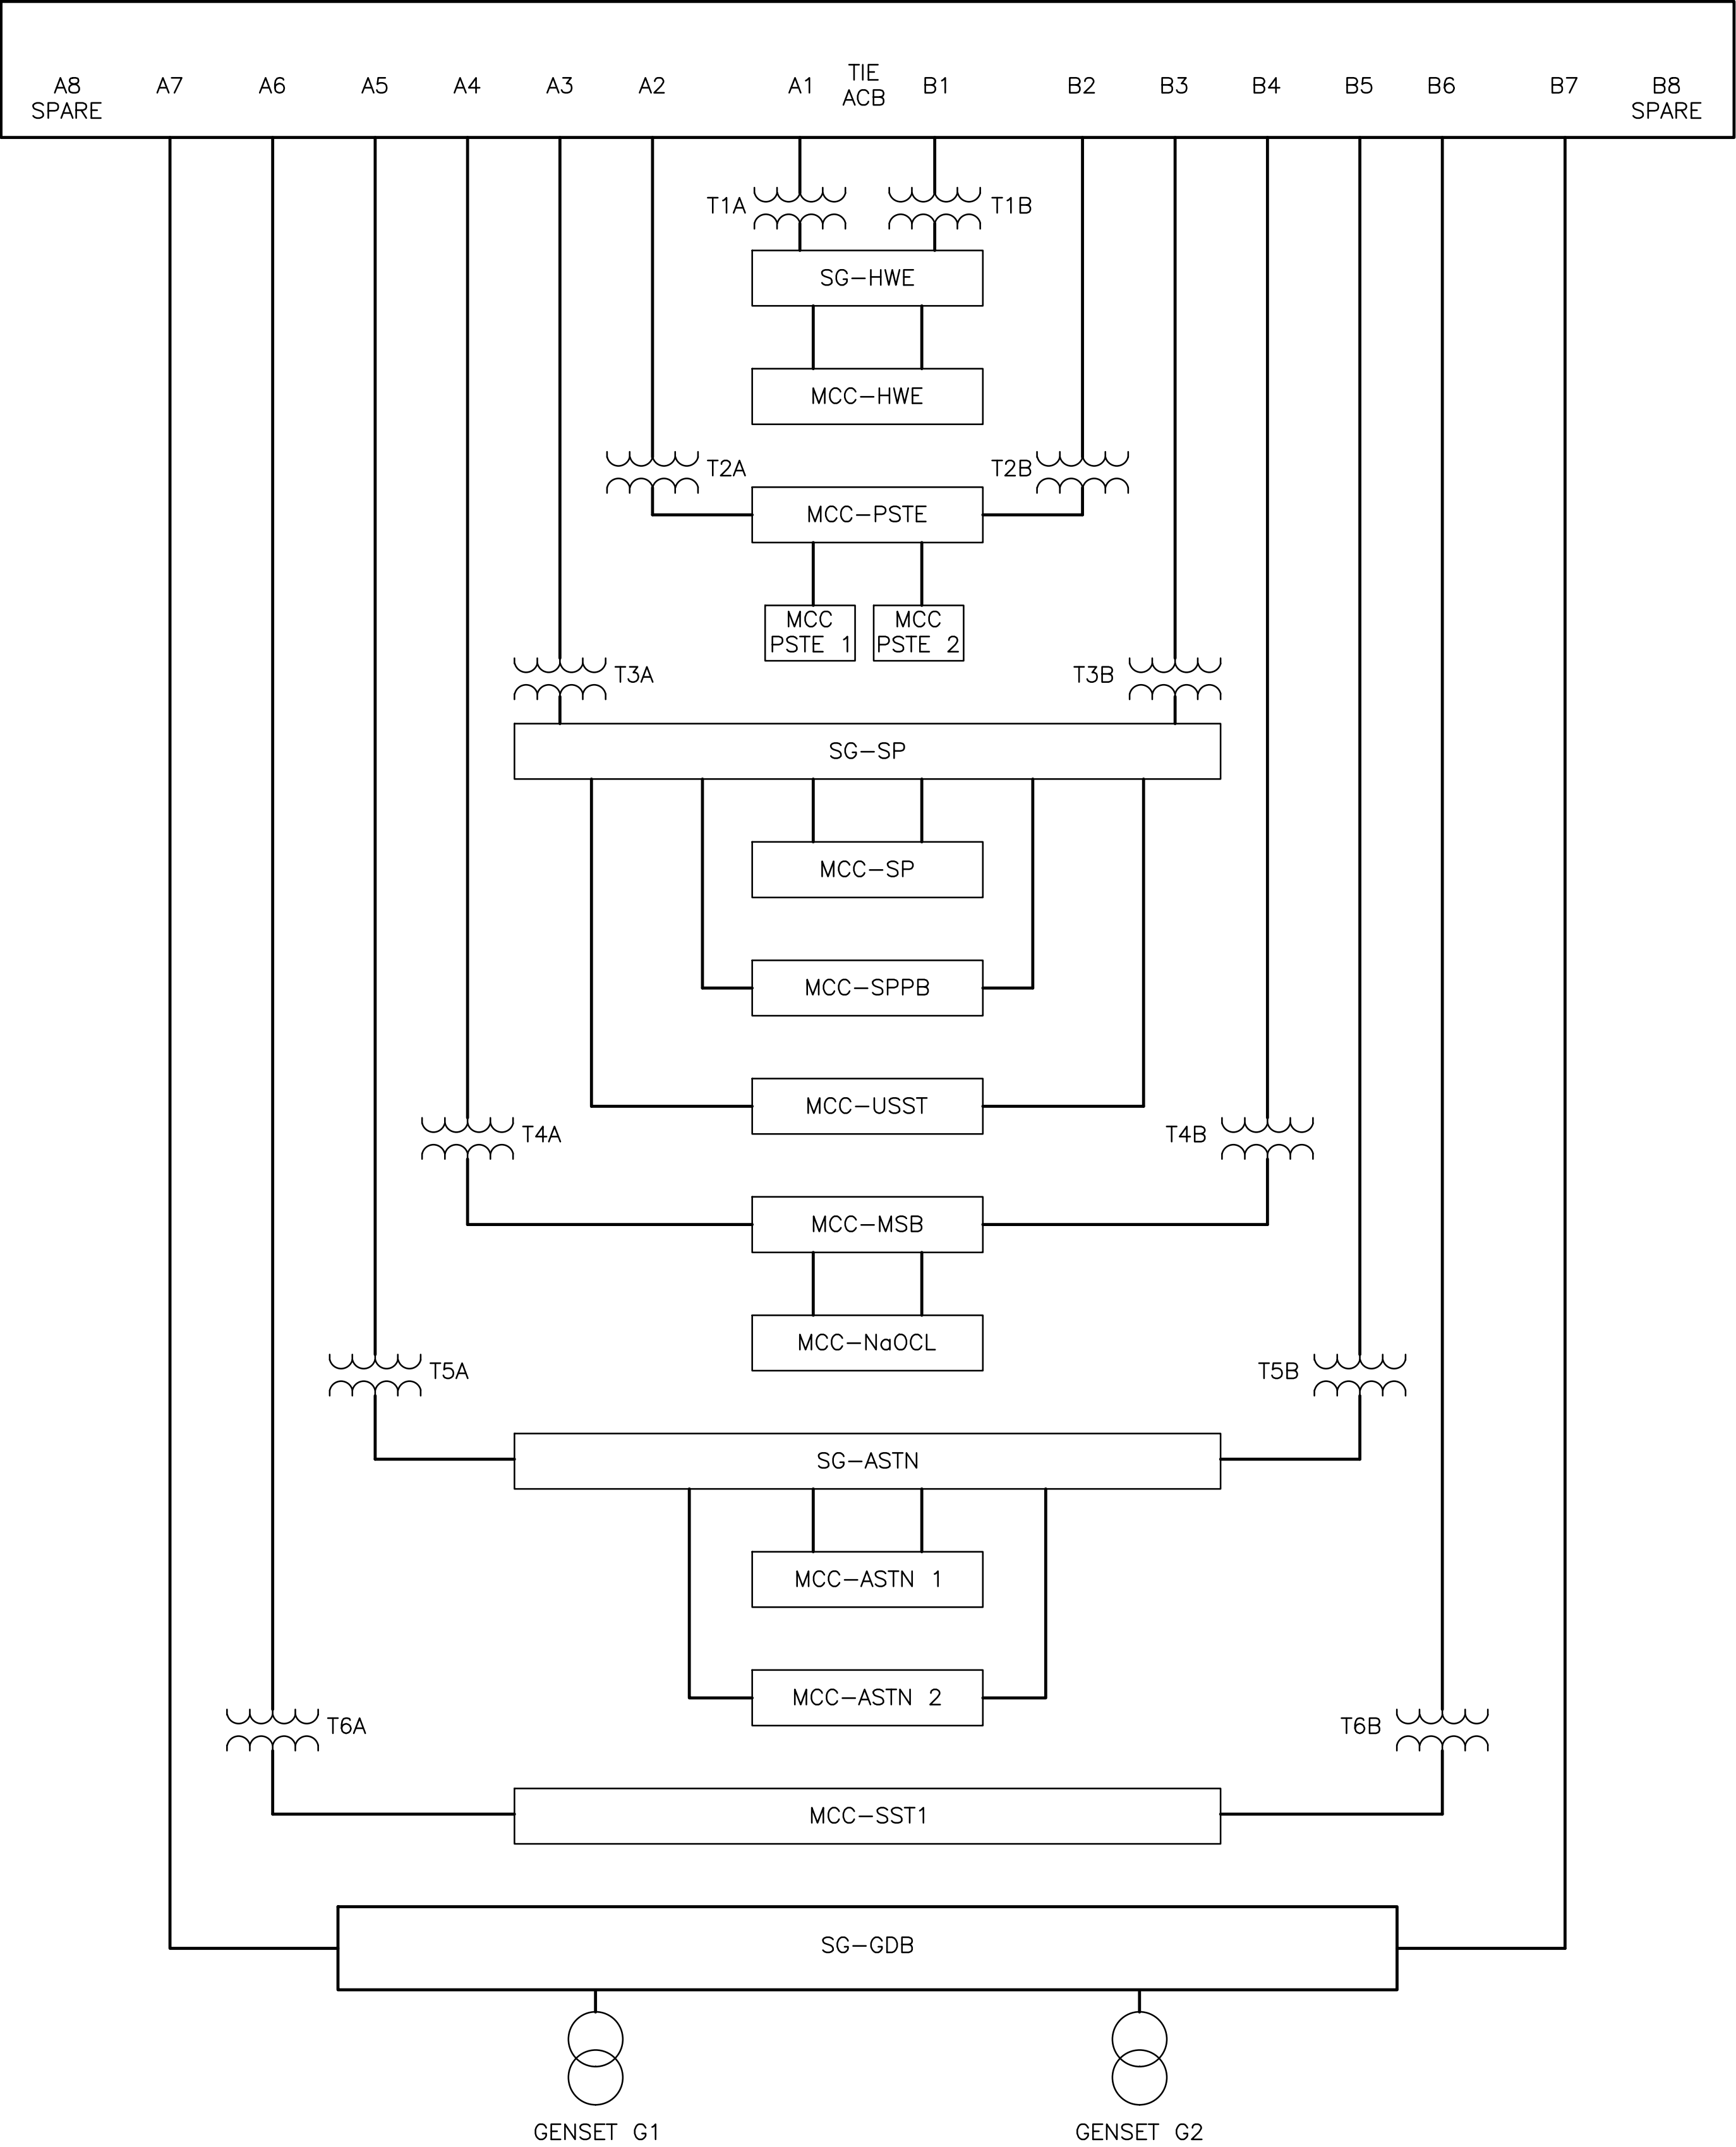 A8
SPARE
A7
A6
A5
A4
A3
A2
A1
TIE
ACB
B1
B2
B3
B4
B5
B6
B7
B8
SPARE
T1A
T1B
SG-HWE
MCC-HWE
T2A
T2B
MCC-PSTE
MCC
PSTE 1
MCC
PSTE 2
T3A
T3B
SG-SP
MCC-SP
MCC-SPPB
MCC-USST
T4A
T4B
MCC-MSB
MCC-NaOCL
T5A
T5B
SG-ASTN
MCC-ASTN 1
MCC-ASTN 2
T6A
T6B
MCC-SST1
SG-GDB
GENSET G1
GENSET G2